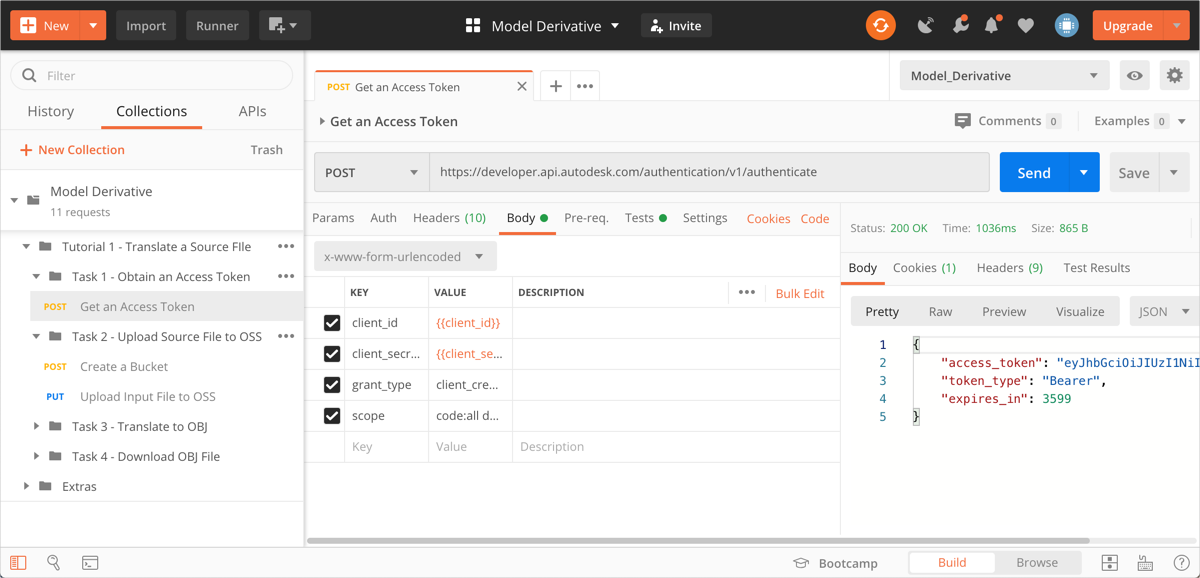 New Import Runner Model Derivative Invite Upgrade
Filter
History Collections APIs
New Collection Trash
Model Derivative
11 requests
Tutorial 1 - Translate a Source FIle
Task 1 - Obtain an Access Token
POST Get an Access Token
Task 2 - Upload Source File to OSS
POST Create a Bucket
PUT Upload Input File to OSS
Task 3 - Translate to OBJ
Task 4 - Download OBJ File
Extras
POST Get an Access Token
Model_Derivative
Get an Access Token
Comments 0 Examples 0
POST https://developer.api.autodesk.com/authentication/v1/authenticate Send Save
Params Auth Headers (10) Body Pre-req. Tests Settings Cookies Code
x-www-form-urlencoded
KEY VALUE DESCRIPTION Bulk Edit
client_id {{client_id}}
client_secr... {{client_se...
grant_type client_cre...
scope code:all d...
Key Value Description
Status: 200 OK Time: 1036ms Size: 865 B
Body Cookies (1) Headers (9) Test Results
Pretty Raw Preview Visualize JSON
1 {
2 "access_token": "eyJhbGciOiJIUzI1NiI
3 "token_type": "Bearer",
4 "expires_in": 3599
5 }
Bootcamp Build Browse